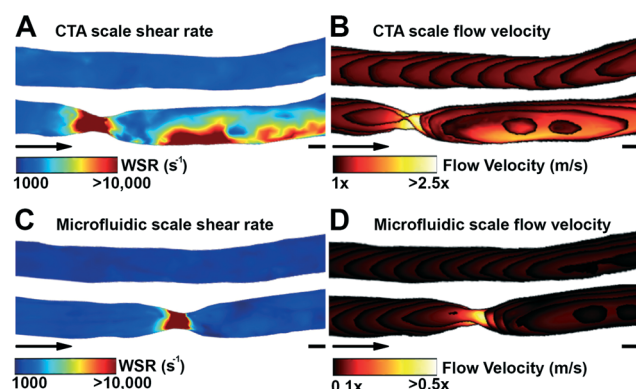 A CTA scale shear rate
B CTA scale flow velocity
WSR (s⁻¹)
1000 >10,000
Flow Velocity (m/s)
1x >2.5x
C Microfluidic scale shear rate
D Microfluidic scale flow velocity
WSR (s⁻¹)
1000 >10,000
Flow Velocity (m/s)
0.1x >0.5x